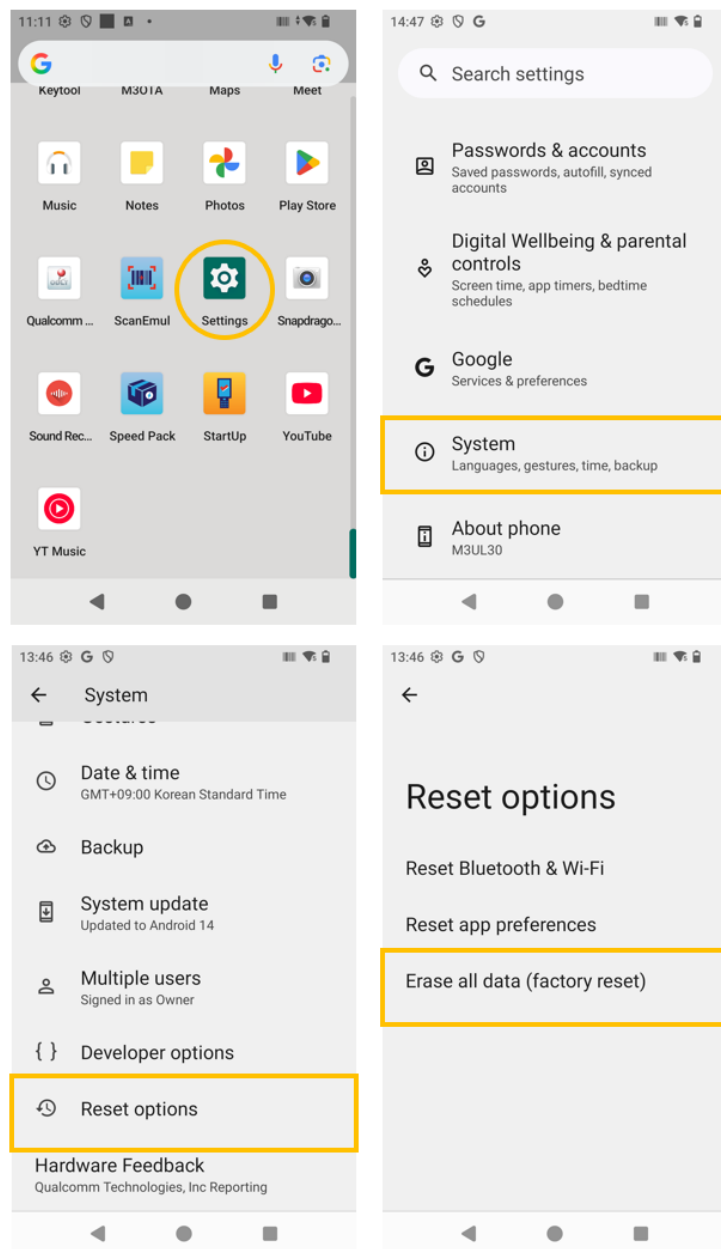 11:11
G
Keytool M3OTA Maps Meet
Music Notes Photos Play Store
Qualcomm ... ScanEmul Settings Snapdrago...
Sound Rec... Speed Pack StartUp YouTube
YT Music
14:47 G
Search settings
Passwords & accounts
Saved passwords, autofill, synced
accounts
Digital Wellbeing & parental
controls
Screen time, app timers, bedtime
schedules
G Google
Services & preferences
System
Languages, gestures, time, backup
About phone
M3UL30
13:46 G
System
Gestures
Date & time
GMT+09:00 Korean Standard Time
Backup
System update
Updated to Android 14
Multiple users
Signed in as Owner
{ } Developer options
Reset options
Hardware Feedback
Qualcomm Technologies, Inc Reporting
13:46 G
Reset options
Reset Bluetooth & Wi-Fi
Reset app preferences
Erase all data (factory reset)